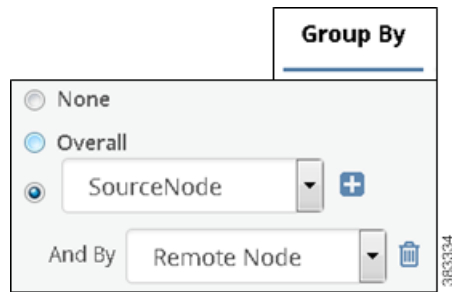 Group By
None
Overall
SourceNode
And By Remote Node
383334